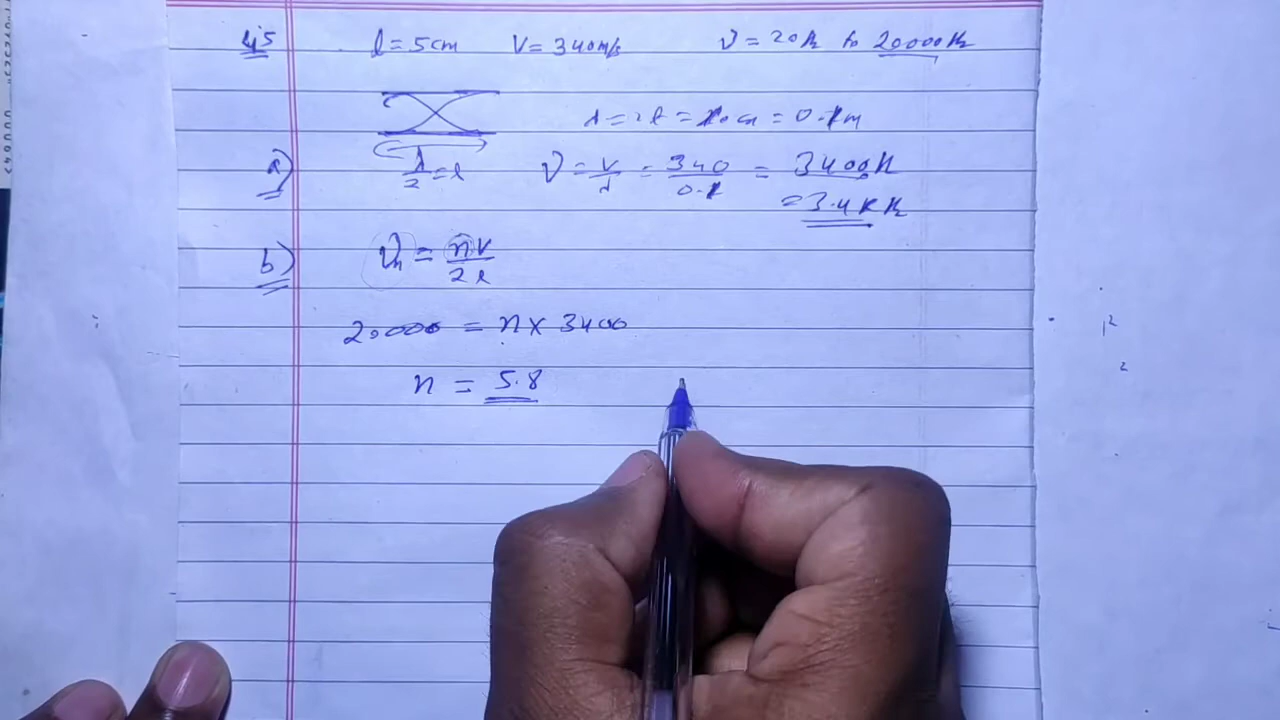 45 l = 5cm V = 340m/s ν = 20Hz to 20000Hz
λ = 2l = 10cm = 0.1m
a) λ/2 = l ν = V/λ = 340/0.1 = 3400H
= 3.4KHz
b) νn = nV/2l
20000 = n x 3400
n = 5.8